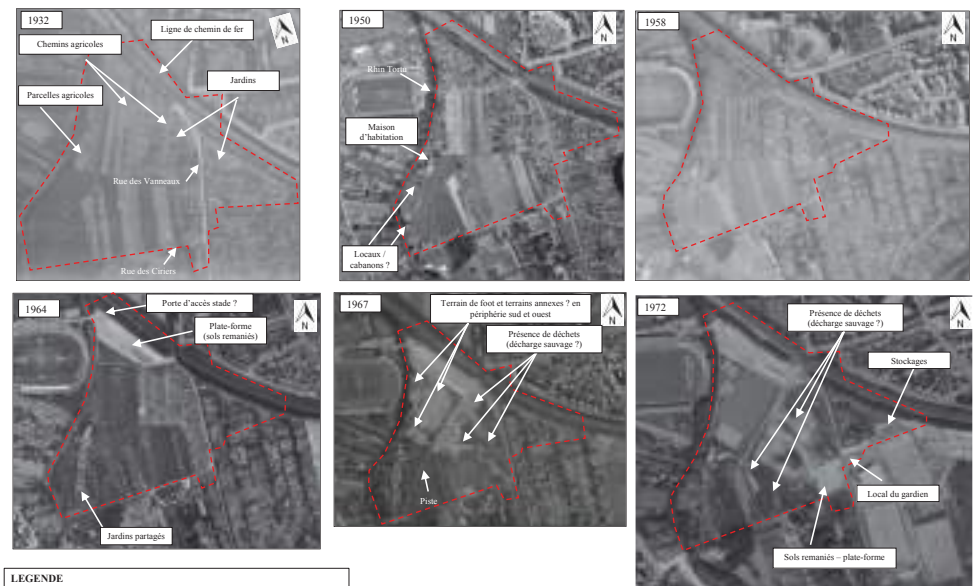 1932
N
Chemins agricoles
Ligne de chemin de fer
Jardins
Parcelles agricoles
Rue des Vanneaux
Rue des Ciriers
1950
N
Rhin Tortu
Maison
d'habitation
Locaux /
cabanons ?
1958
N
1964
N
Porte d'accès stade ?
Plate-forme
(sols remaniés)
Jardins partagés
1967
N
Terrain de foot et terrains annexes ? en
périphérie sud et ouest
Présence de déchets
(décharge sauvage ?)
Piste
1972
N
Présence de déchets
(décharge sauvage ?)
Stockages
Local du gardien
Sols remaniés – plate-forme
LEGENDE